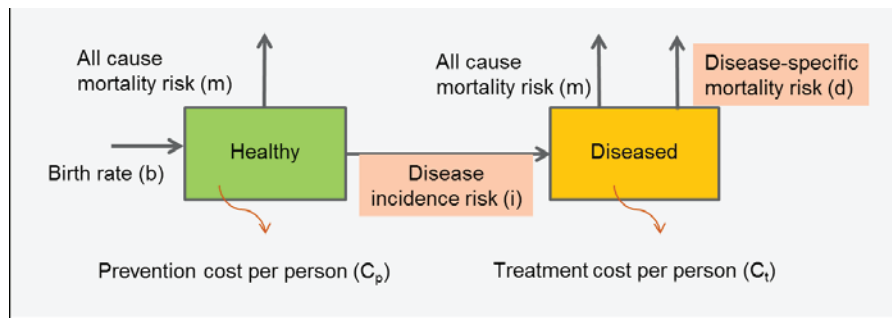 All cause
mortality risk (m)
All cause
mortality risk (m)
Disease-specific
mortality risk (d)
Healthy
Diseased
Birth rate (b)
Disease
incidence risk (i)
Prevention cost per person (Cₚ)
Treatment cost per person (Cₜ)